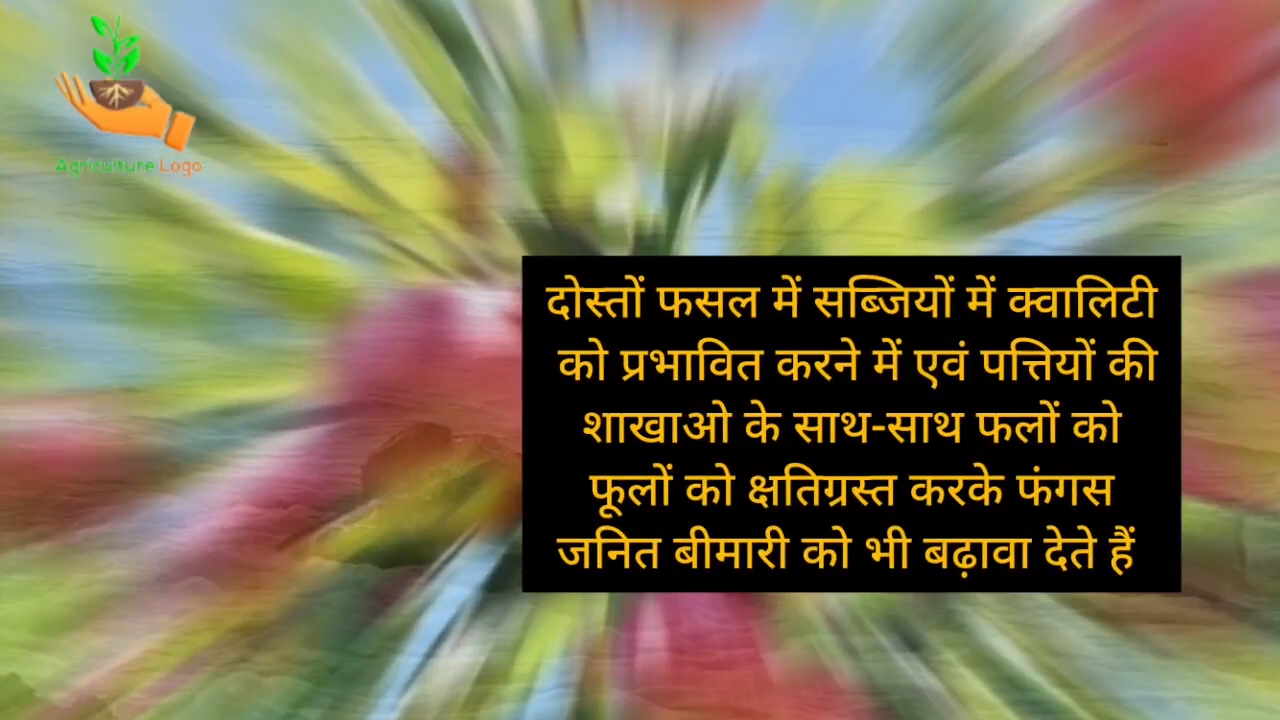 Agriculture Logo
दोस्तों फसल में सब्जियों में क्वालिटी
को प्रभावित करने में एवं पत्तियों की
शाखाओ के साथ-साथ फलों को
फूलों को क्षतिग्रस्त करके फंगस
जनित बीमारी को भी बढ़ावा देते हैं